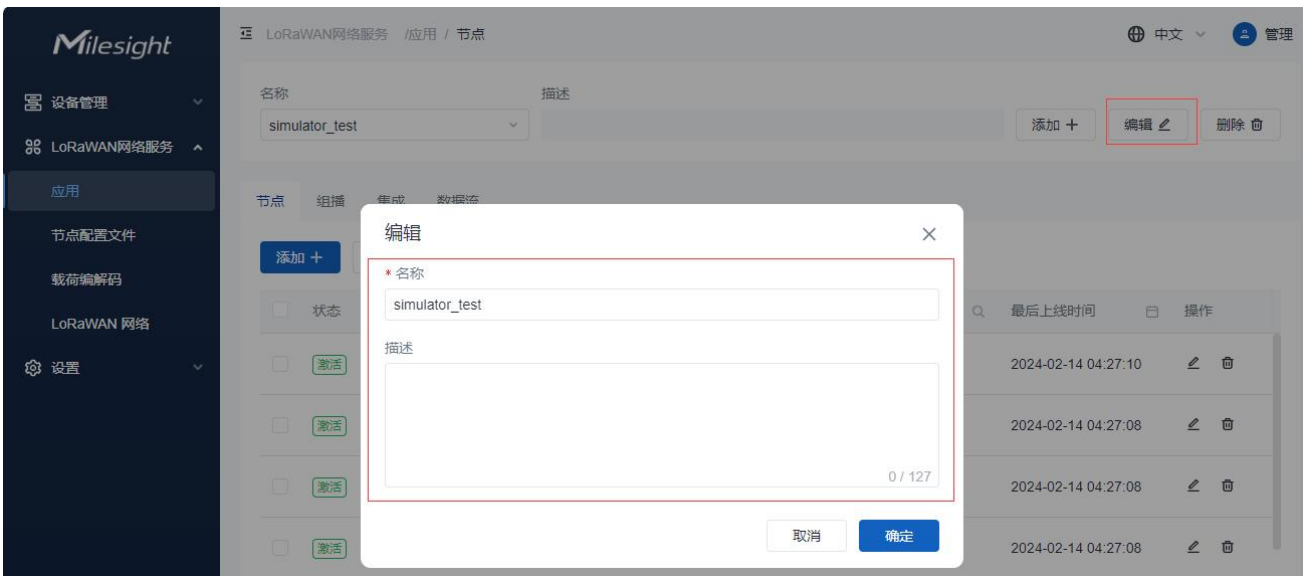 Milesight
LoRaWAN网络服务 /应用 / 节点
中文
管理
设备管理
LoRaWAN网络服务
应用
节点配置文件
载荷编解码
LoRaWAN 网络
设置
名称
描述
simulator_test
添加 +
编辑
删除
节点 组播 集成 数据流
添加 +
编辑
* 名称
simulator_test
描述
0 / 127
取消
确定
状态
最后上线时间
操作
激活
2024-02-14 04:27:10
激活
2024-02-14 04:27:08
激活
2024-02-14 04:27:08
激活
2024-02-14 04:27:08